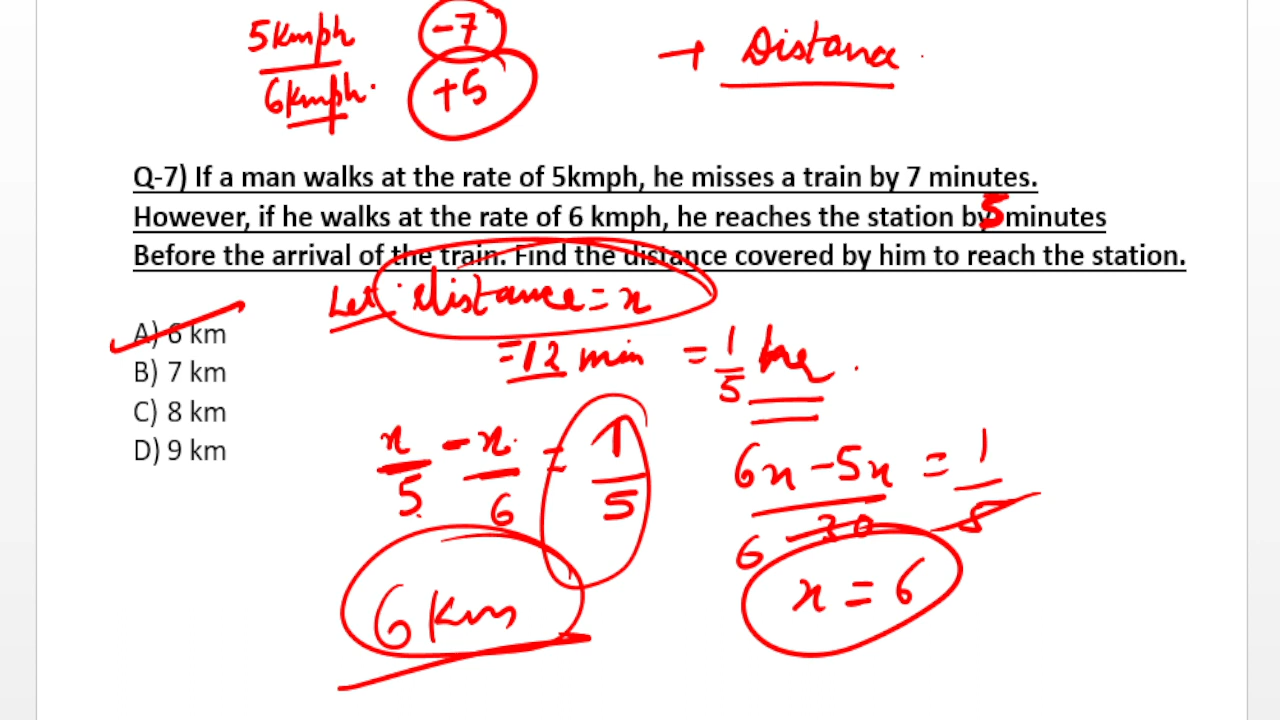 5Kmph -7 → Distance
6Kmph. +5
Q-7) If a man walks at the rate of 5kmph, he misses a train by 7 minutes.
However, if he walks at the rate of 6 kmph, he reaches the station by 5 minutes
Before the arrival of the train. Find the distance covered by him to reach the station.
Let distance = x
A) 6 km
= 12 min = 1/5 hr.
B) 7 km
C) 8 km
D) 9 km
x/5 - x/6 = 1/5
6x - 5x / 30 = 1/5
6
6 Km
x = 6